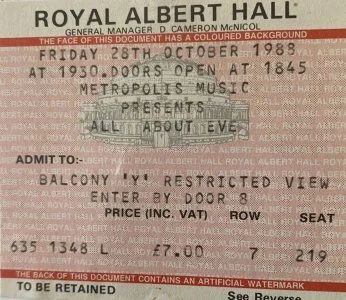 ROYAL ALBERT HALL
GENERAL MANAGER D CAMERON McNICOL
THE FACE OF THIS DOCUMENT HAS A COLOURED BACKGROUND
FRIDAY 28TH OCTOBER 1988
AT 1930.DOORS OPEN AT 1845
METROPOLIS MUSIC
PRESENTS
ALL ABOUT EVE
ADMIT TO:-
BALCONY 'Y' RESTRICTED VIEW
ENTER BY DOOR 8
PRICE (INC. VAT) ROW SEAT
635 1348 L £7.00 7 219
THE BACK OF THIS DOCUMENT CONTAINS AN ARTIFICIAL WATERMARK
TO BE RETAINED See Reverse